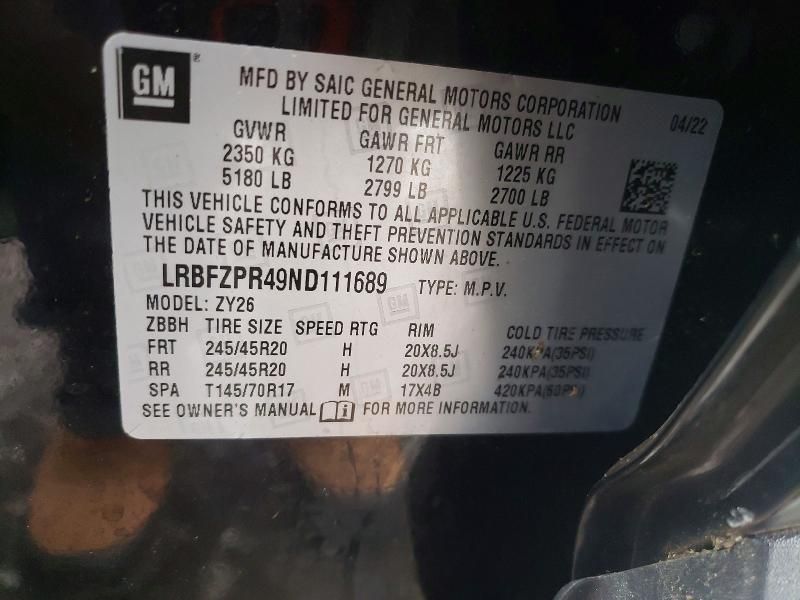 GM®
MFD BY SAIC GENERAL MOTORS CORPORATION
LIMITED FOR GENERAL MOTORS LLC
04/22
GVWR GAWR FRT GAWR RR
2350 KG 1270 KG 1225 KG
5180 LB 2799 LB 2700 LB
THIS VEHICLE CONFORMS TO ALL APPLICABLE U.S. FEDERAL MOTOR
VEHICLE SAFETY AND THEFT PREVENTION STANDARDS IN EFFECT ON
THE DATE OF MANUFACTURE SHOWN ABOVE.
LRBFZPR49ND111689 TYPE: M.P.V.
MODEL: ZY26
ZBBH TIRE SIZE SPEED RTG RIM COLD TIRE PRESSURE
FRT 245/45R20 H 20X8.5J 240KPA(35PSI)
RR 245/45R20 H 20X8.5J 240KPA(35PSI)
SPA T145/70R17 M 17X4B 420KPA(60PSI)
SEE OWNER'S MANUAL i FOR MORE INFORMATION.